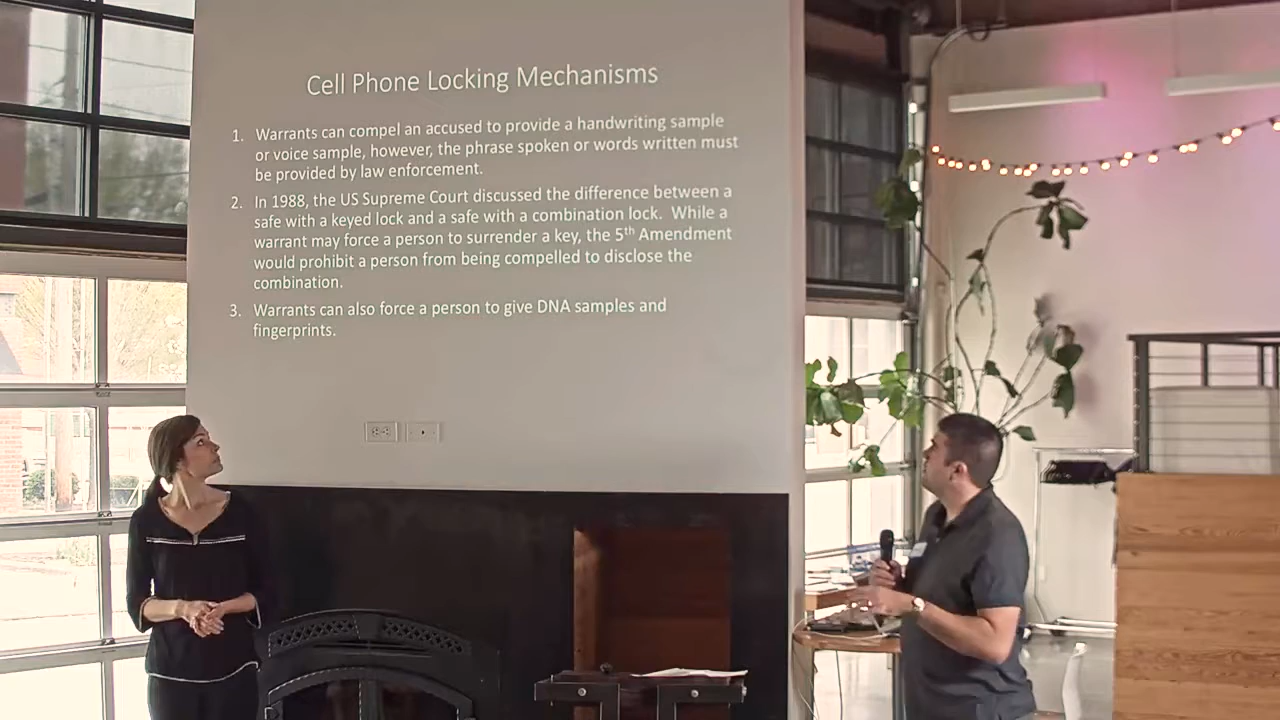 Cell Phone Locking Mechanisms
1. Warrants can compel an accused to provide a handwriting sample
or voice sample, however, the phrase spoken or words written must
be provided by law enforcement.
2. In 1988, the US Supreme Court discussed the difference between a
safe with a keyed lock and a safe with a combination lock. While a
warrant may force a person to surrender a key, the 5th Amendment
would prohibit a person from being compelled to disclose the
combination.
3. Warrants can also force a person to give DNA samples and
fingerprints.